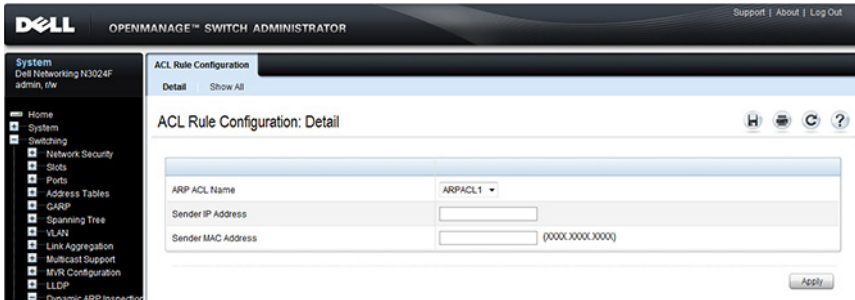 Support | About | Log Out
DELL OPENMANAGE™ SWITCH ADMINISTRATOR
System
Dell Networking N3024F
admin, r/w
Home
System
Switching
Network Security
Slots
Ports
Address Tables
GARP
Spanning Tree
VLAN
Link Aggregation
Multicast Support
MVR Configuration
LLDP
Dynamic ARP Inspection
ACL Rule Configuration
Detail Show All
ACL Rule Configuration: Detail
ARP ACL Name ARPACL1
Sender IP Address
Sender MAC Address (XXXX.XXXX.XXXX)
Apply